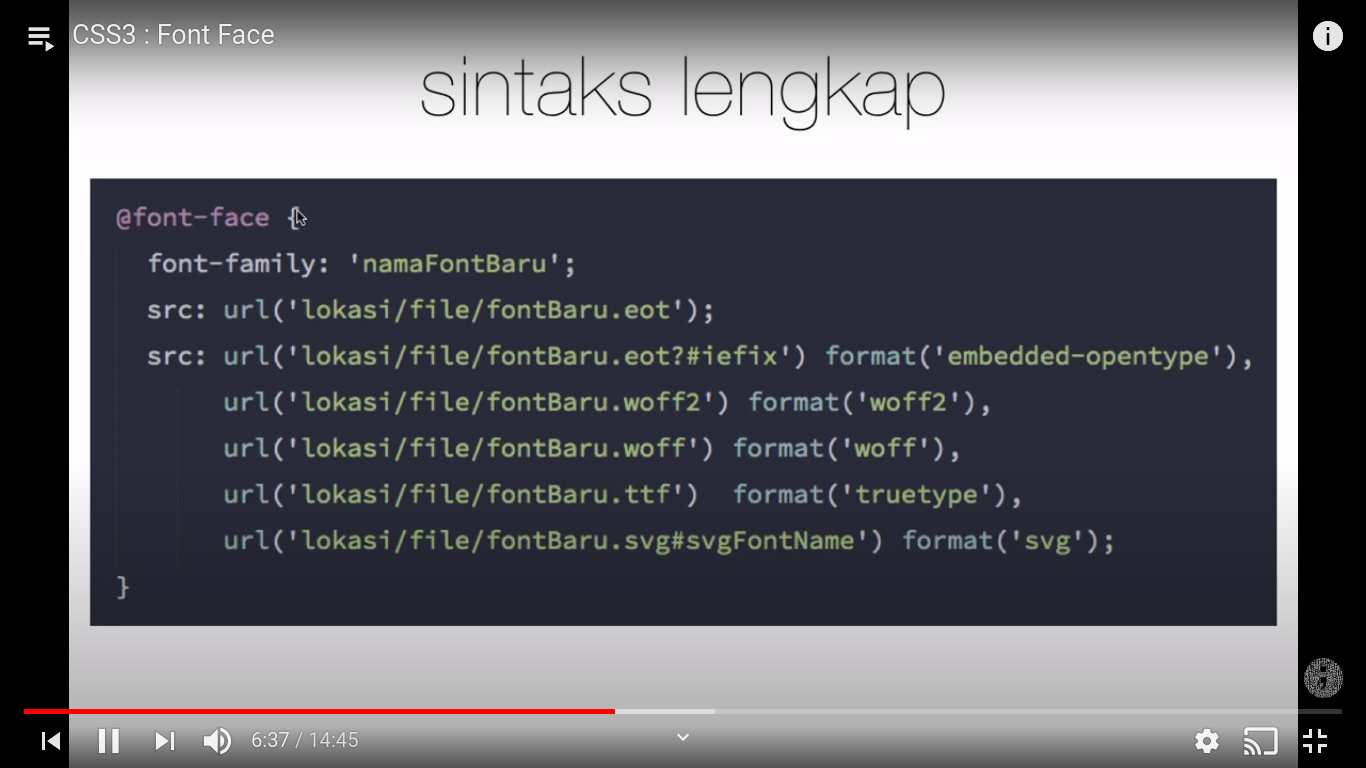 CSS3 : Font Face
i
sintaks lengkap
@font-face {
font-family: 'namaFontBaru';
src: url('lokasi/file/fontBaru.eot');
src: url('lokasi/file/fontBaru.eot?#iefix') format('embedded-opentype'),
url('lokasi/file/fontBaru.woff2') format('woff2'),
url('lokasi/file/fontBaru.woff') format('woff'),
url('lokasi/file/fontBaru.ttf')  format('truetype'),
url('lokasi/file/fontBaru.svg#svgFontName') format('svg');
}
6:37 / 14:45